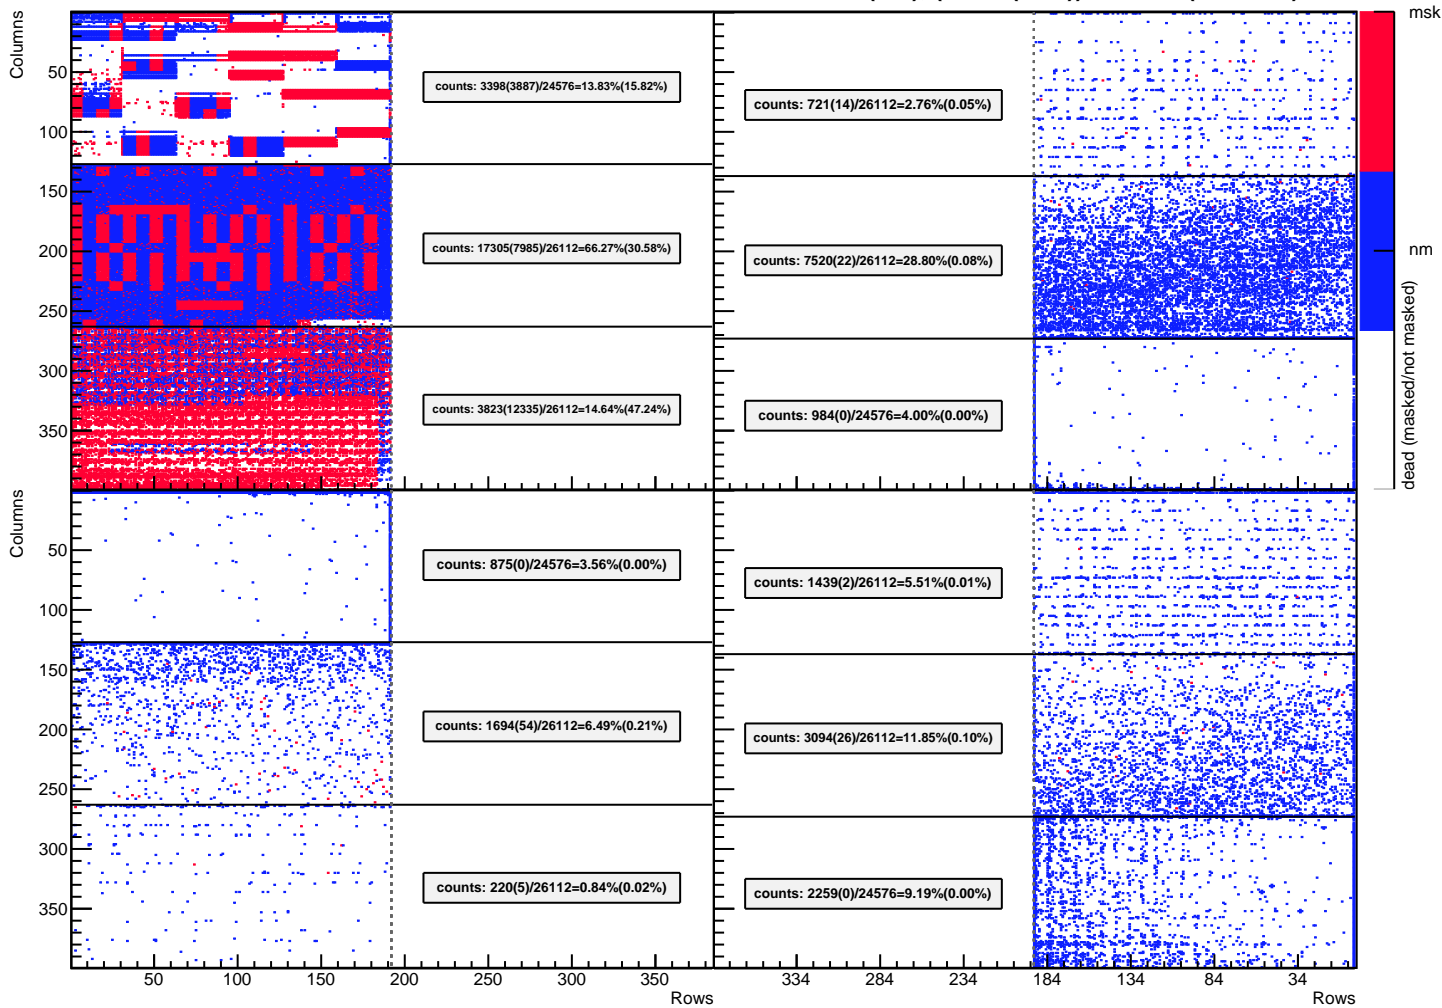 msk
Columns
50
100
150
200
250
300
350
counts: 3398(3887)/24576=13.83%(15.82%)
counts: 17305(7985)/26112=66.27%(30.58%)
counts: 3823(12335)/26112=14.64%(47.24%)
counts: 721(14)/26112=2.76%(0.05%)
counts: 7520(22)/26112=28.80%(0.08%)
counts: 984(0)/24576=4.00%(0.00%)
nm
dead (masked/not masked)
Columns
50
100
150
200
250
300
350
counts: 875(0)/24576=3.56%(0.00%)
counts: 1694(54)/26112=6.49%(0.21%)
counts: 220(5)/26112=0.84%(0.02%)
counts: 1439(2)/26112=5.51%(0.01%)
counts: 3094(26)/26112=11.85%(0.10%)
counts: 2259(0)/24576=9.19%(0.00%)
50 100 150 200 250 300 350
Rows
334 284 234 184 134 84 34
Rows